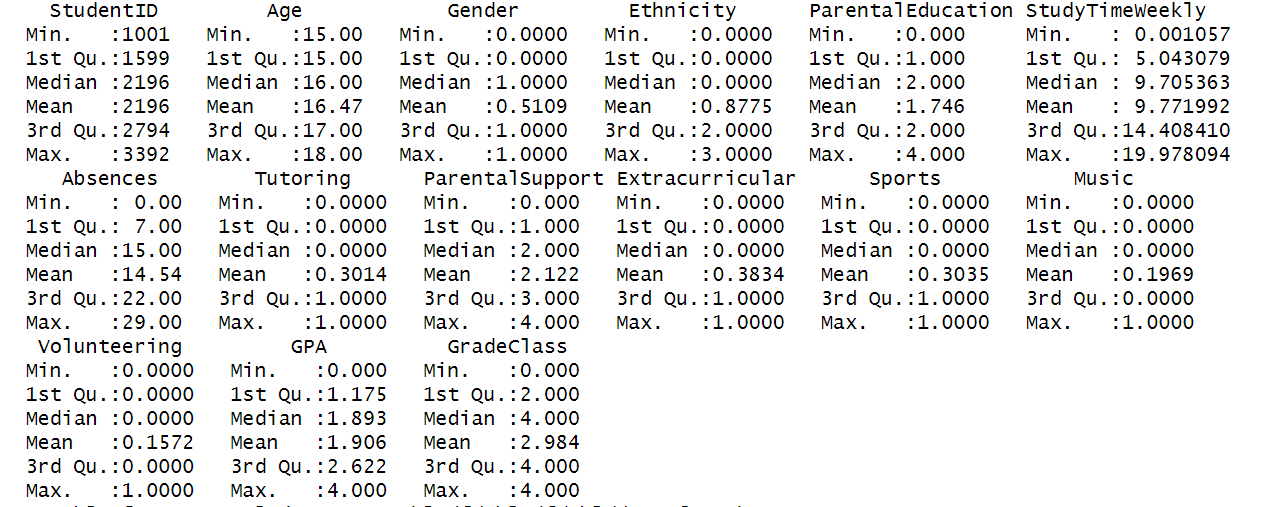 StudentID Age Gender Ethnicity ParentalEducation StudyTimeWeekly
Min. :1001 Min. :15.00 Min. :0.0000 Min. :0.0000 Min. :0.000 Min. : 0.001057
1st Qu.:1599 1st Qu.:15.00 1st Qu.:0.0000 1st Qu.:0.0000 1st Qu.:1.000 1st Qu.: 5.043079
Median :2196 Median :16.00 Median :1.0000 Median :0.0000 Median :2.000 Median : 9.705363
Mean :2196 Mean :16.47 Mean :0.5109 Mean :0.8775 Mean :1.746 Mean : 9.771992
3rd Qu.:2794 3rd Qu.:17.00 3rd Qu.:1.0000 3rd Qu.:2.0000 3rd Qu.:2.000 3rd Qu.:14.408410
Max. :3392 Max. :18.00 Max. :1.0000 Max. :3.0000 Max. :4.000 Max. :19.978094
Absences Tutoring ParentalSupport Extracurricular Sports Music
Min. : 0.00 Min. :0.0000 Min. :0.000 Min. :0.0000 Min. :0.0000 Min. :0.0000
1st Qu.: 7.00 1st Qu.:0.0000 1st Qu.:1.000 1st Qu.:0.0000 1st Qu.:0.0000 1st Qu.:0.0000
Median :15.00 Median :0.0000 Median :2.000 Median :0.0000 Median :0.0000 Median :0.0000
Mean :14.54 Mean :0.3014 Mean :2.122 Mean :0.3834 Mean :0.3035 Mean :0.1969
3rd Qu.:22.00 3rd Qu.:1.0000 3rd Qu.:3.000 3rd Qu.:1.0000 3rd Qu.:1.0000 3rd Qu.:0.0000
Max. :29.00 Max. :1.0000 Max. :4.000 Max. :1.0000 Max. :1.0000 Max. :1.0000
Volunteering GPA GradeClass
Min. :0.0000 Min. :0.000 Min. :0.000
1st Qu.:0.0000 1st Qu.:1.175 1st Qu.:2.000
Median :0.0000 Median :1.893 Median :4.000
Mean :0.1572 Mean :1.906 Mean :2.984
3rd Qu.:0.0000 3rd Qu.:2.622 3rd Qu.:4.000
Max. :1.0000 Max. :4.000 Max. :4.000